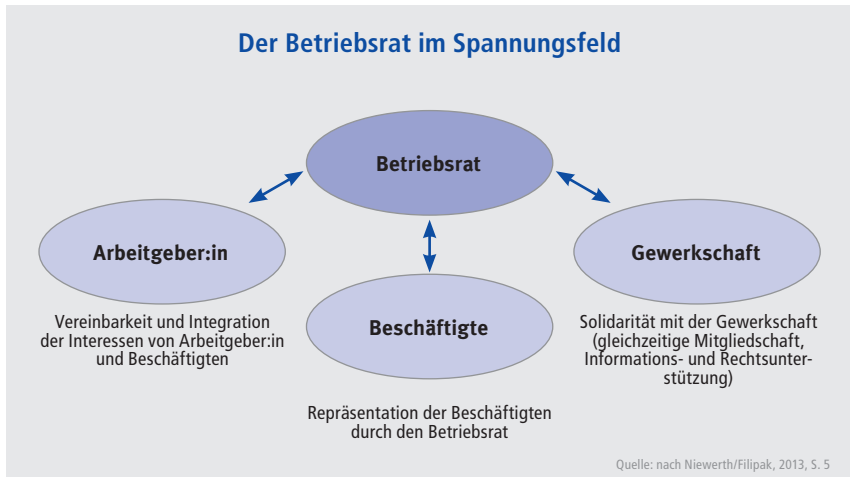 Der Betriebsrat im Spannungsfeld
Betriebsrat
Arbeitgeber:in
Vereinbarkeit und Integration
der Interessen von Arbeitgeber:in
und Beschäftigten
Beschäftigte
Repräsentation der Beschäftigten
durch den Betriebsrat
Gewerkschaft
Solidarität mit der Gewerkschaft
(gleichzeitige Mitgliedschaft,
Informations- und Rechtsunter-
stützung)
Quelle: nach Niewerth/Filipak, 2013, S. 5